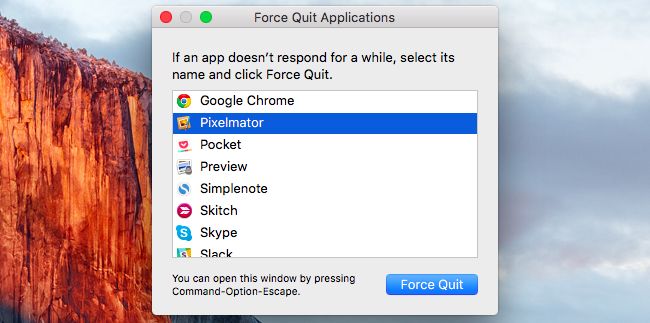 Force Quit Applications
If an app doesn’t respond for a while, select its
name and click Force Quit.
Google Chrome
Pixelmator
Pocket
Preview
Simplenote
Skitch
Skype
Slack
You can open this window by pressing
Command-Option-Escape.
Force Quit